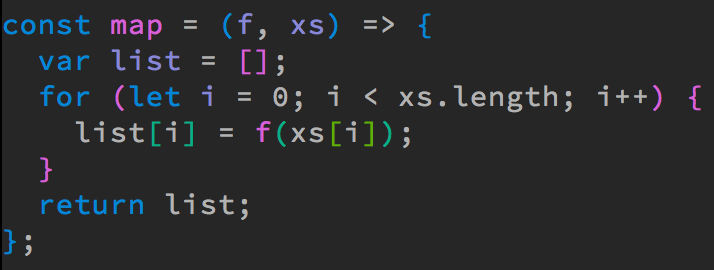 const map = (f, xs) => {
  var list = [];
  for (let i = 0; i < xs.length; i++) {
    list[i] = f(xs[i]);
  }
  return list;
};